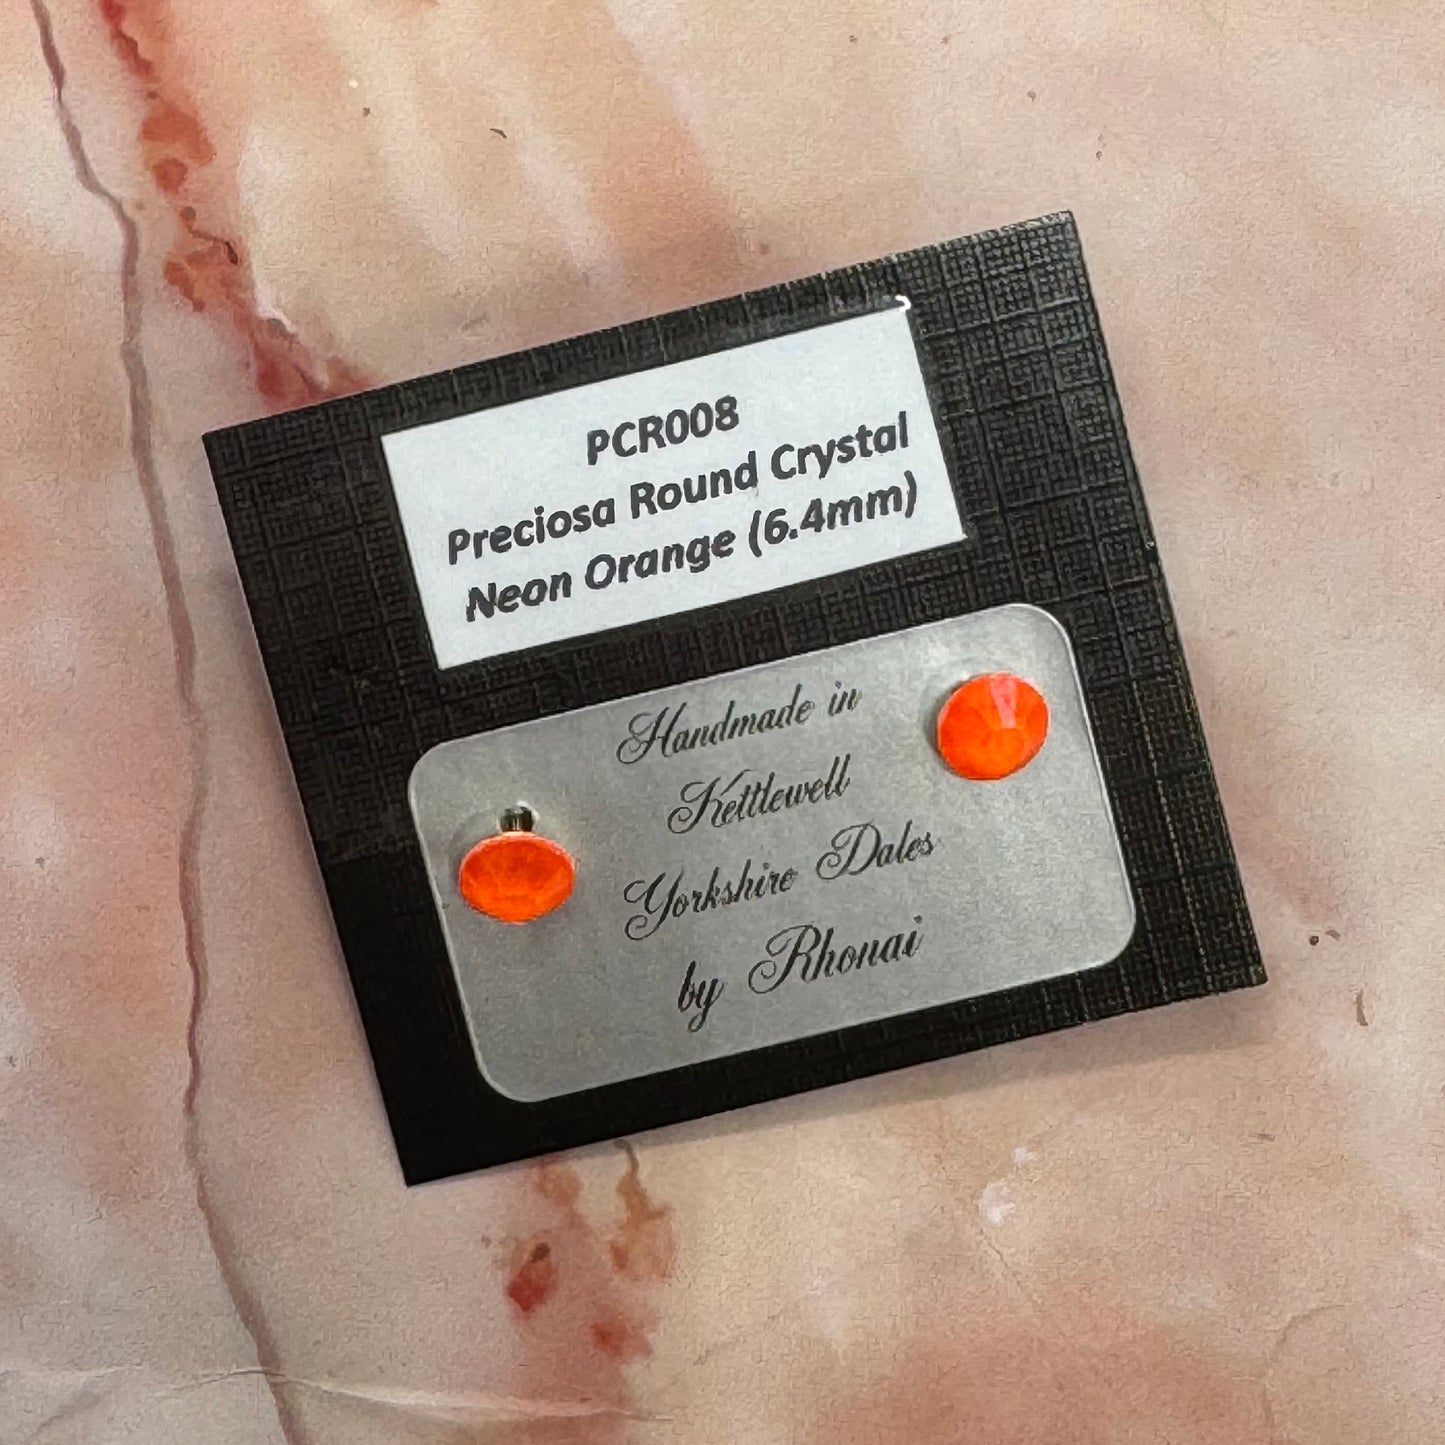 PCR008
Preciosa Round Crystal
Neon Orange (6.4mm)
Handmade in
Kettlewell
Yorkshire Dales
by Rhonai